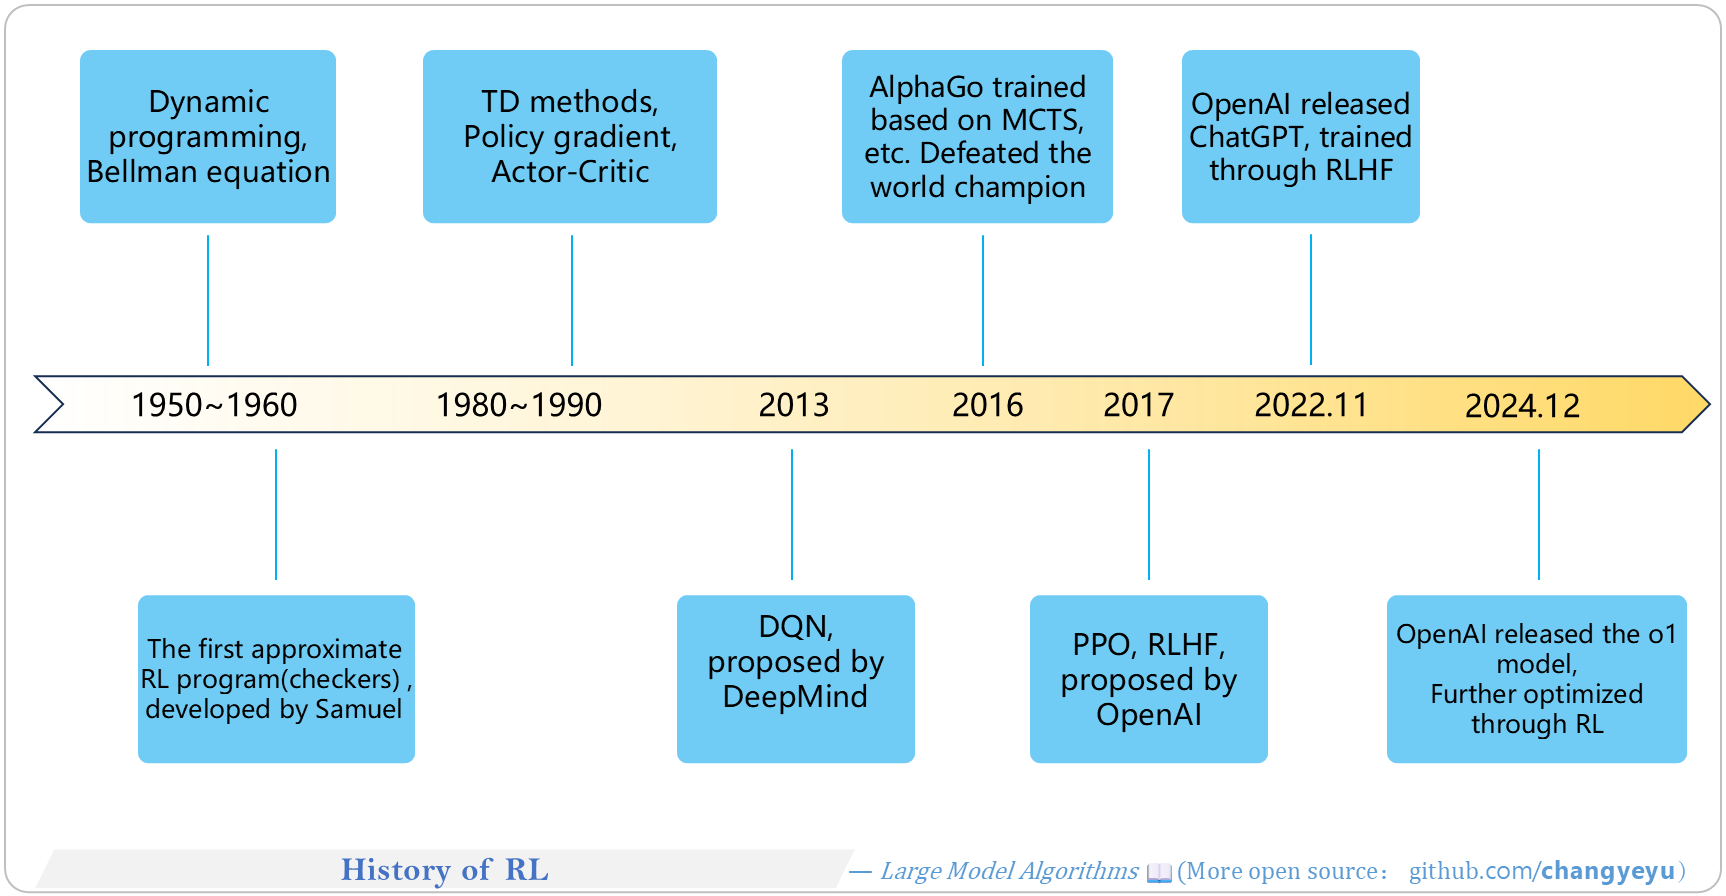 Dynamic
programming,
Bellman equation
TD methods,
Policy gradient,
Actor-Critic
AlphaGo trained
based on MCTS,
etc. Defeated the
world champion
OpenAI released
ChatGPT, trained
through RLHF
1950~1960
1980~1990
2013
2016
2017
2022.11
2024.12
The first approximate
RL program(checkers) ,
developed by Samuel
DQN,
proposed by
DeepMind
PPO, RLHF,
proposed by
OpenAI
OpenAI released the o1
model,
Further optimized
through RL
History of RL
— Large Model Algorithms 📖 (More open source： github.com/changyeyu）